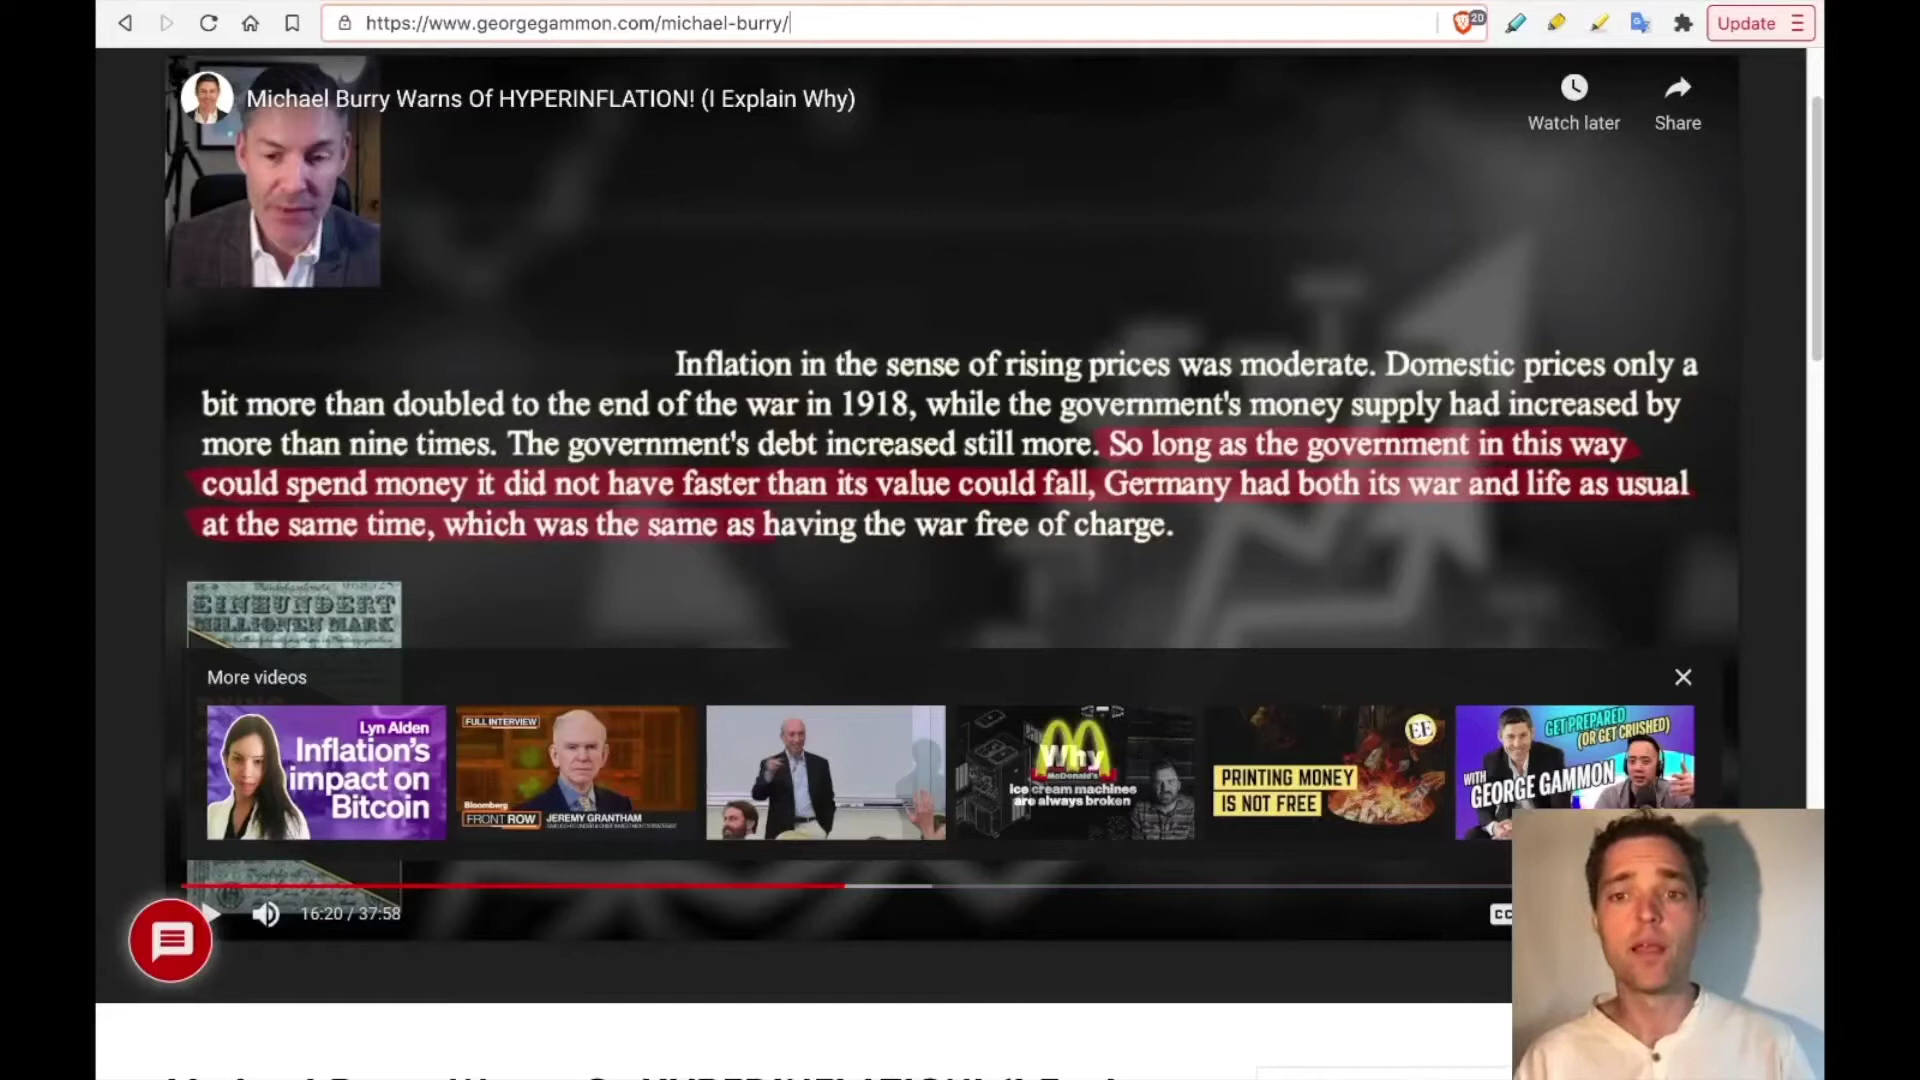 https://www.georgegammon.com/michael-burry/
20
Update
Michael Burry Warns Of HYPERINFLATION! (I Explain Why)
Watch later
Share
Inflation in the sense of rising prices was moderate. Domestic prices only a
bit more than doubled to the end of the war in 1918, while the government's money supply had increased by
more than nine times. The government's debt increased still more. So long as the government in this way
could spend money it did not have faster than its value could fall, Germany had both its war and life as usual
at the same time, which was the same as having the war free of charge.
EINHUNDERT
MILLIONEN MARK
More videos
Lyn Alden
Inflation's
impact on
Bitcoin
FULL INTERVIEW
Bloomberg
FRONT ROW
JEREMY GRANTHAM
Why
McDonald's
ice cream machines
are always broken
EE
PRINTING MONEY
IS NOT FREE
GET PREPARED
(OR GET CRUSHED)
WITH
GEORGE GAMMON
16:20 / 37:58
CC